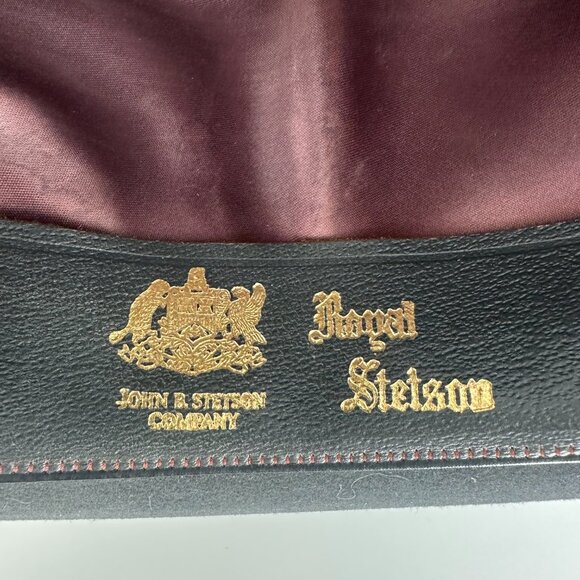 JOHN B. STETSON
COMPANY
Royal
Stetson